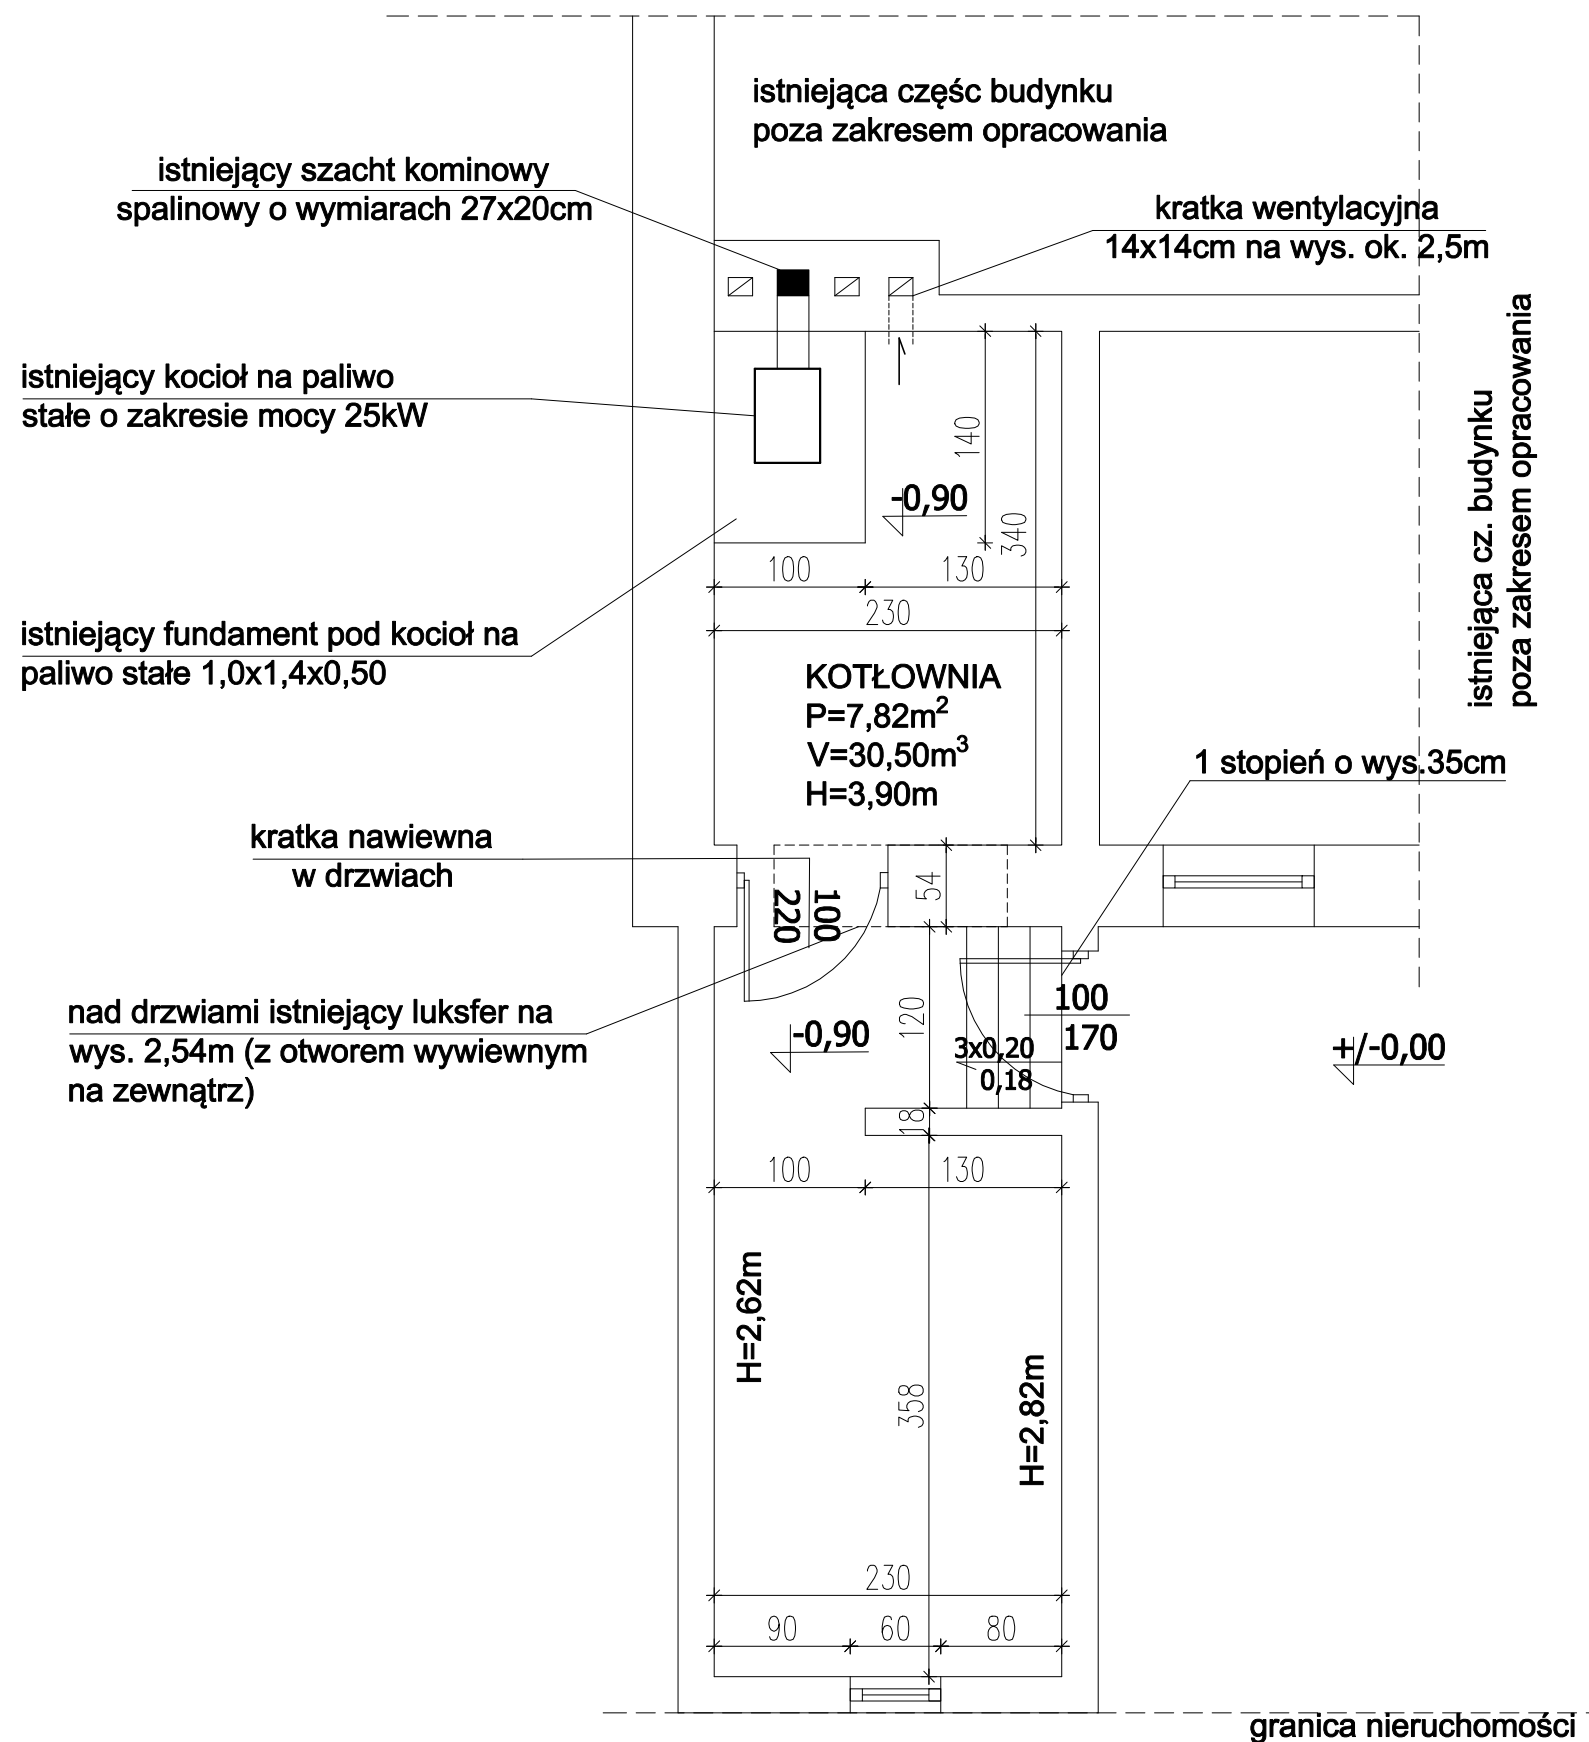 istniejąca częśc budynku
poza zakresem opracowania
istniejący szacht kominowy
spalinowy o wymiarach 27x20cm
kratka wentylacyjna
14x14cm na wys. ok. 2,5m
istniejąca cz. budynku
poza zakresem opracowania
istniejący kocioł na paliwo
stałe o zakresie mocy 25kW
140
-0,90
340
100
130
230
istniejący fundament pod kocioł na
paliwo stałe 1,0x1,4x0,50
KOTŁOWNIA
P=7,82m²
V=30,50m³
H=3,90m
1 stopień o wys.35cm
kratka nawiewna
w drzwiach
100
220
54
nad drzwiami istniejący luksfer na
wys. 2,54m (z otworem wywiewnym
na zewnątrz)
-0,90
120
100
170
3x0,20
0,18
+/-0,00
18
100
130
H=2,62m
358
H=2,82m
230
90
60
80
granica nieruchomości